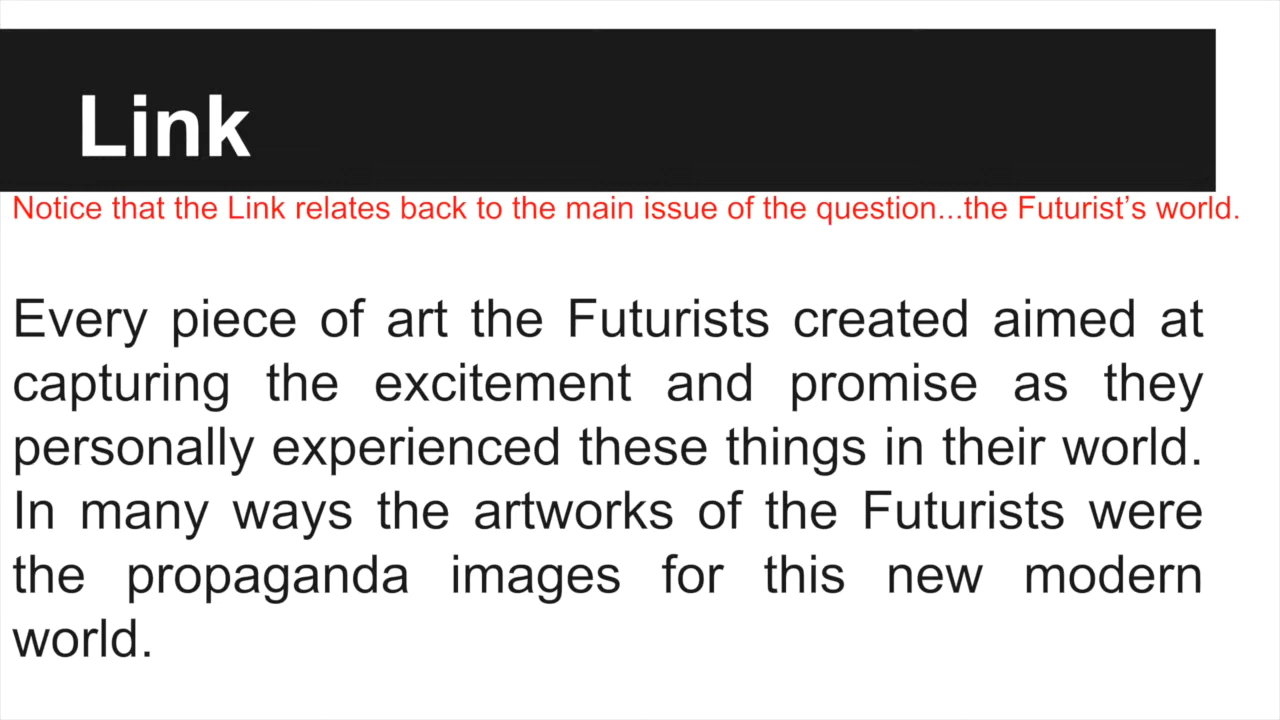 Link
Notice that the Link relates back to the main issue of the question...the Futurist’s world.
Every piece of art the Futurists created aimed at
capturing the excitement and promise as they
personally experienced these things in their world.
In many ways the artworks of the Futurists were
the propaganda images for this new modern
world.